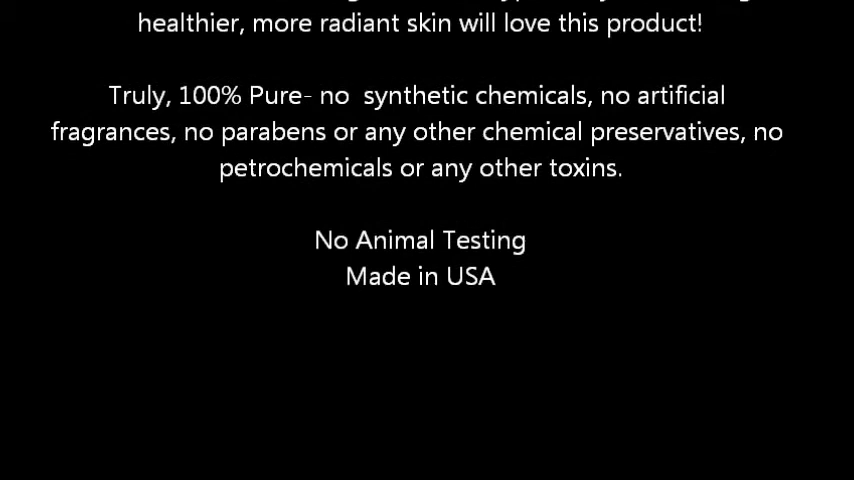 healthier, more radiant skin will love this product!
Truly, 100% Pure- no  synthetic chemicals, no artificial
fragrances, no parabens or any other chemical preservatives, no
petrochemicals or any other toxins.
No Animal Testing
Made in USA